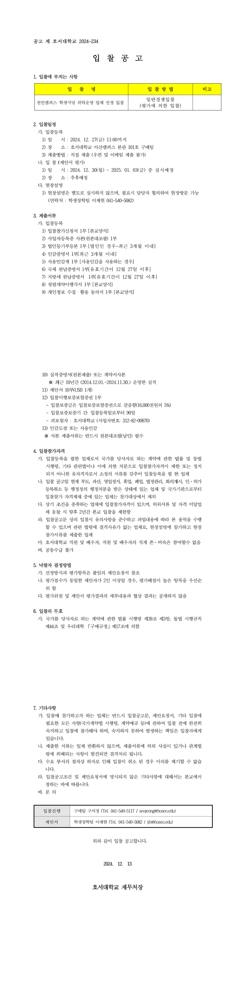 공고 제 호서대학교 2024-234
입 찰 공 고
1. 입찰에 부치는 사항
입 찰 명 입 찰 방 법 비고
천안캠퍼스 학생식당 위탁운영 업체 선정 입찰
일반경쟁입찰
(평가에 의한 입찰)
2. 입찰일정
가. 입찰등록
1) 일 시 : 2024. 12. 27(금) 11:00까지
2) 장 소 : 호서대학교 아산캠퍼스 본관 101호 구매팀
3) 제출방법 : 직접 제출 (우편 및 이메일 제출 불가)
나. 입 찰 (제안서 평가)
1) 일 시 : 2024. 12. 30(월) ~ 2025. 01. 03(금) 중 실시예정
2) 장 소 : 추후예정
다. 현장설명
1) 현장설명은 별도로 실시하지 않으며, 필요시 담당자 협의하여 현장방문 가능
(연락처 : 학생장학팀 이재현 041-540-5082)
3. 제출서류
가. 입찰등록
1) 입찰참가신청서 1부 [본교양식]
2) 사업자등록증 사본(원본대조필) 1부
3) 법인등기부등본 1부 [법인인 경우-최근 3개월 이내]
4) 인감증명서 1부[최근 3개월 이내]
5) 사용인감계 1부 [사용인감을 사용하는 경우]
6) 국세 완납증명서 1부[유효기간이 12월 27일 이후]
7) 지방세 완납증명서 1부[유효기간이 12월 27일 이후]
8) 청렴계약이행각서 1부 [본교양식]
9) 개인정보 수집 · 활용 동의서 1부 [본교양식]
10) 실적증명서(원본제출) 또는 계약서사본
※ 최근 10년간 (2014.12.01.~2024.11.30.) 운영한 실적
11) 제안서 10부(USB 1개)
12) 입찰이행보증보험증권 1부
- 입찰보증금은 입찰보증보험증권으로 갈음함(16,000천원의 5%)
- 입찰보증보증기 간: 입찰등록일로부터 90일
- 피보험자 : 호서대학교 (사업자번호: 312-82-00670)
13) 인감도장 또는 사용인감
※ 사본 제출서류는 반드시 원본대조필(날인) 필수
4. 입찰참가자격
가. 입찰등록을 필한 업체로서 국가를 당사자로 하는 계약에 관한 법률 및 동법
시행령, 기타 관련법이나 이에 의한 처분으로 입찰참가자격이 제한 또는 정지
되지 아니한 유자격자로서 소정의 서류를 갖추어 입찰등록을 필 한 업체
나. 입찰 공고일 현재 부도, 파산, 영업정지, 휴업, 폐업, 법정관리, 화의개시, 인·허가
등록취소 등 행정청의 행정처분을 받은 상태에 있는 업체 및 국가기관으로부터
입찰참가 자격제재 중에 있는 업체는 참가대상에서 제외
다. 상기 조건을 충족하는 업체에 입찰참가자격이 있으며, 허위서류 및 자격 미달업
체 응찰 시 향후 2년간 본교 입찰을 제한함
라. 입찰공고문 상의 입찰시 유의사항을 준수하고 과업내용에 따라 본 용역을 수행
할 수 있으며 관련 법령에 결격사유가 없는 업체로, 현장설명에 참가하고 현장
참가서류를 제출한 업체
마. 호서대학교 직원 및 배우자, 직원 및 배우자의 직계 존·비속은 참여할수 없음
바. 공동수급 불가
5. 낙찰자 결정방법
가. 선정방식과 평가항목은 붙임의 제안요청서 참조
나. 평가점수가 동일한 제안자가 2인 이상일 경우, 평가배점이 높은 항목을 우선순
위 함
다. 평가위원 및 제안서 평가결과의 세부내용과 협상 결과는 공개하지 않음
6. 입찰의 무효
가. 국가를 당사자로 하는 계약에 관한 법률 시행령 제39조 제3항, 동법 시행규칙
제44조 및 우리대학 「구매규정」제17조에 의함
7. 기타사항
가. 입찰에 참가하고자 하는 업체는 반드시 입찰공고문, 제안요청서, 기타 입찰에
필요한 모든 사항(국가계약법 시행령, 계약예규 등)에 관하여 입찰 전에 완전히
숙지하고 입찰에 참가해야 하며, 숙지하지 못하여 발생하는 책임은 입찰자에게
있습니다.
나. 제출한 서류는 일체 반환하지 않으며, 제출서류에 허위 사실이 있거나 관계법
령에 위배되는 사항이 발견되면 결격처리 됩니다.
다. 수요 부서의 절차상 하자로 인해 입찰이 취소 된 경우 이의를 제기할 수 없습
니다.
라. 입찰공고조건 및 제안요청서에 명시되지 않은 기타사항에 대해서는 본교에서
정하는 바에 따릅니다.
바. 문 의
입찰진행 구매팀 구서정 (Tel. 041-540-5117 / seojeong@hoseo.edu)
제안서 학생장학팀 이재현 (Tel. 041-540-5082 / ijh@hoseo.edu)
위와 같이 입찰 공고합니다.
2024. 12. 13
호서대학교 재무처장